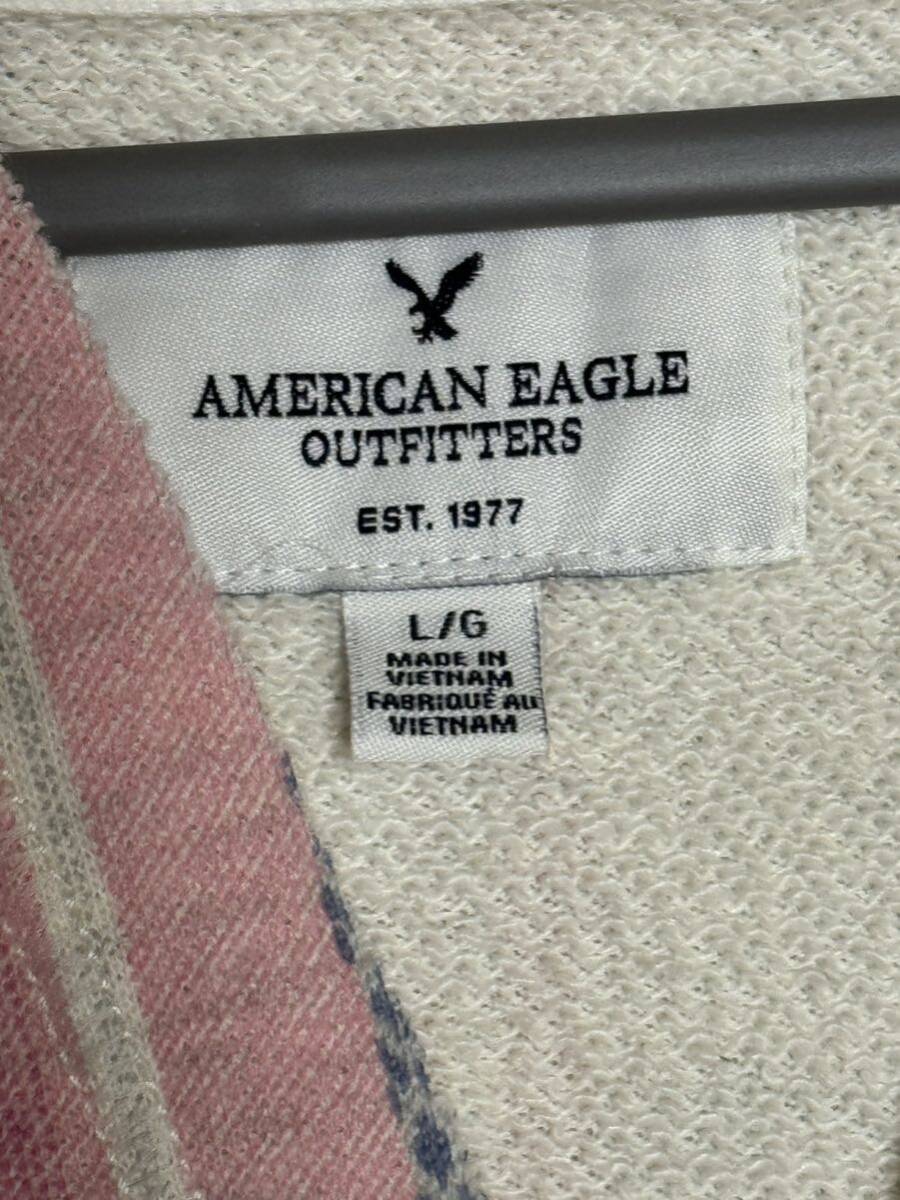 AMERICAN EAGLE
OUTFITTERS
EST. 1977
L/G
MADE IN
VIETNAM
FABRIQUÉ AU
VIETNAM